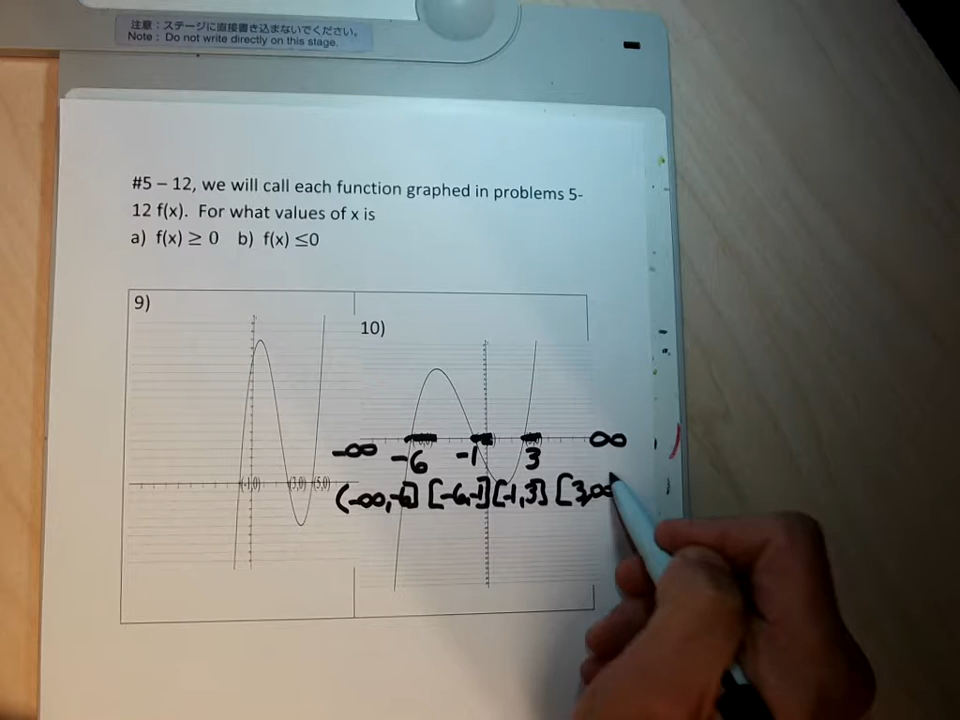 注意：ステージに直接書き込まないでください。
Note : Do not write directly on this stage.
#5 – 12, we will call each function graphed in problems 5-
12 f(x). For what values of x is
a) f(x) ≥ 0 b) f(x) ≤0
9)
10)
-∞ -6 -1 3 ∞
(-1,0) (3,0) (5,0)
(-∞,-6] [-6,-1] [-1,3] [3,∞